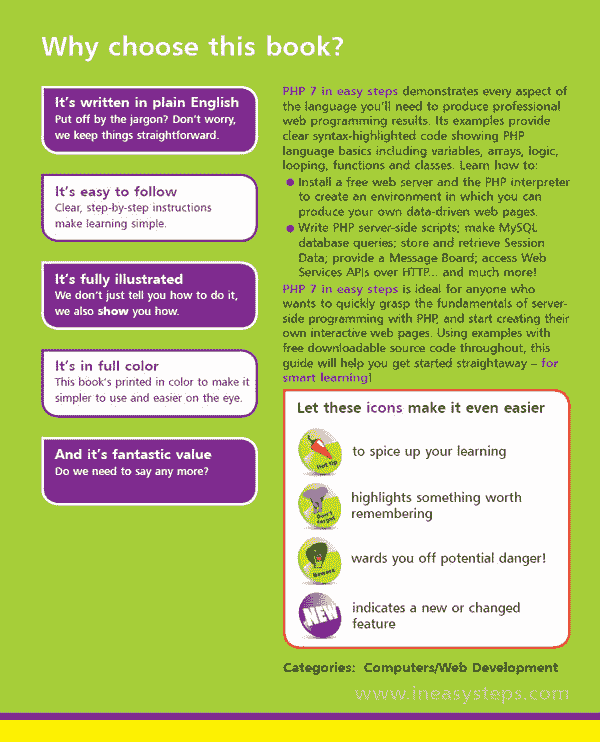 Why choose this book?
It's written in plain English
Put off by the jargon? Don't worry,
we keep things straightforward.
It's easy to follow
Clear, step-by-step instructions
make learning simple.
It's fully illustrated
We don't just tell you how to do it,
we also show you how.
It's in full color
This book's printed in color to make it
simpler to use and easier on the eye.
And it's fantastic value
Do we need to say any more?
PHP 7 in easy steps demonstrates every aspect of
the language you'll need to produce professional
web programming results. Its examples provide
clear syntax-highlighted code showing PHP
language basics including variables, arrays, logic,
looping, functions and classes. Learn how to:
● Install a free web server and the PHP interpreter
to create an environment in which you can
produce your own data-driven web pages.
● Write PHP server-side scripts; make MySQL
database queries; store and retrieve Session
Data; provide a Message Board; access Web
Services APIs over HTTP... and much more!
PHP 7 in easy steps is ideal for anyone who
wants to quickly grasp the fundamentals of server-
side programming with PHP, and start creating their
own interactive web pages. Using examples with
free downloadable source code throughout, this
guide will help you get started straightaway – for
smart learning!
Let these icons make it even easier
Hot tip
to spice up your learning
Don't
forget
highlights something worth
remembering
Beware
wards you off potential danger!
NEW
indicates a new or changed
feature
Categories: Computers/Web Development
www.ineasysteps.com